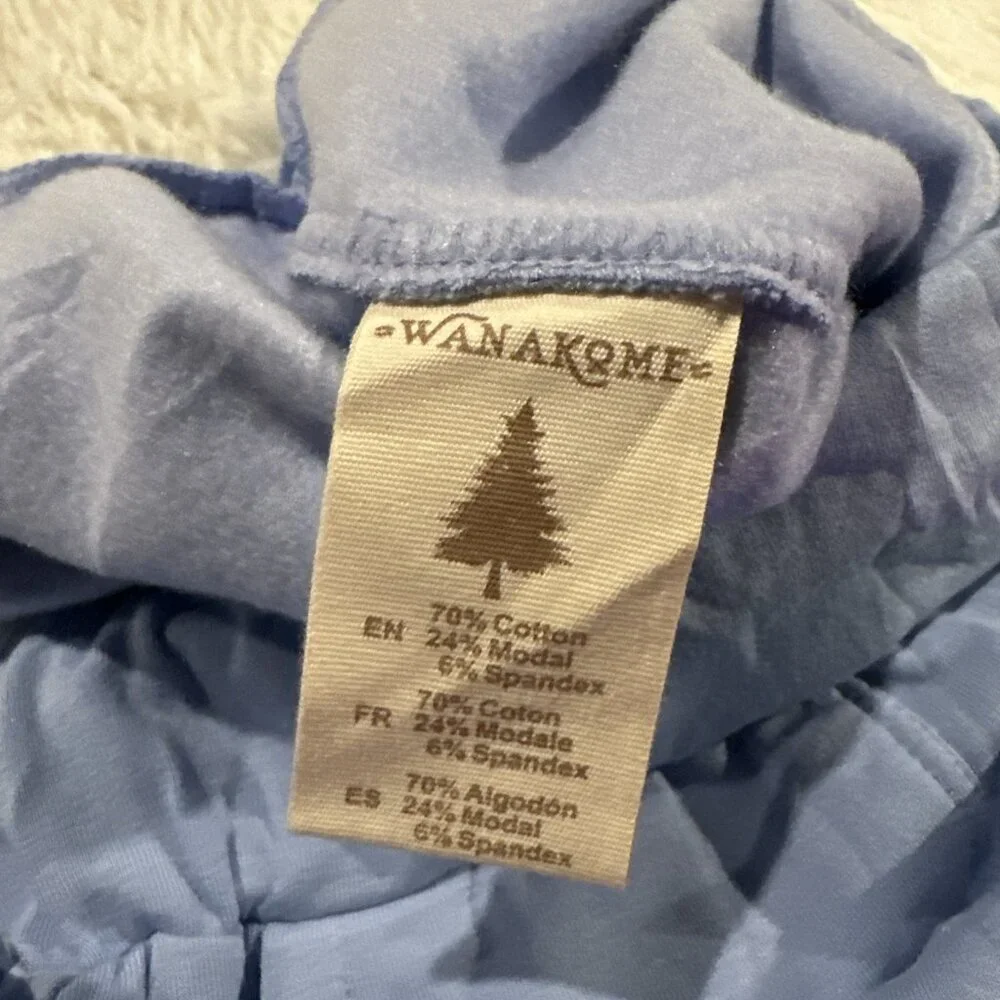 WANAKOME
70% Cotton
EN 24% Modal
6% Spandex
70% Coton
FR 24% Modale
6% Spandex
70% Algodón
ES 24% Modal
6% Spandex